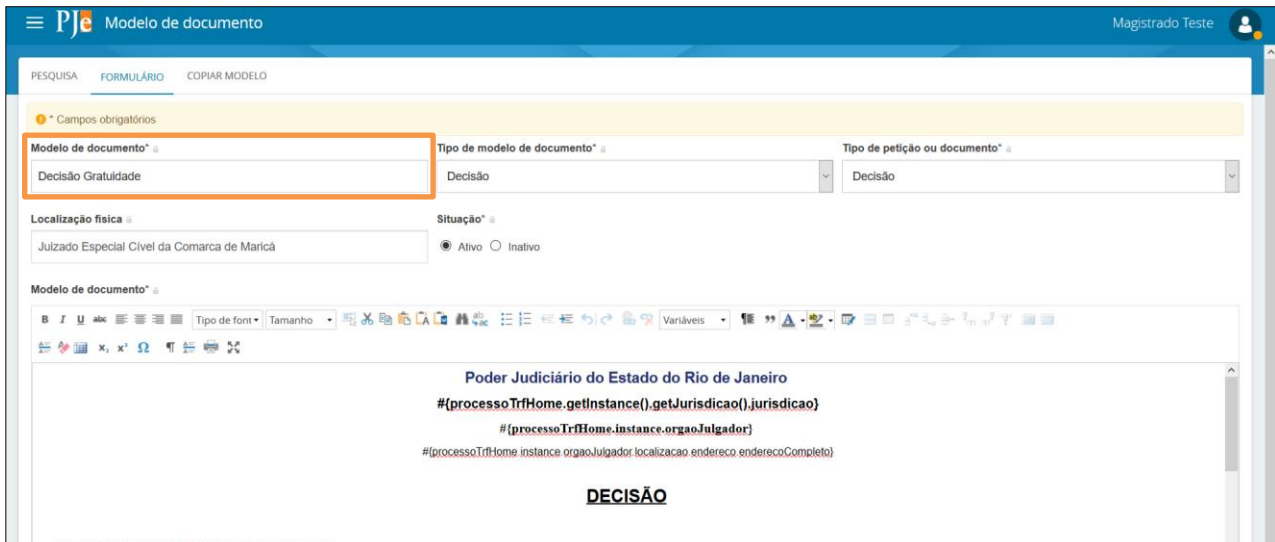 PJe Modelo de documento Magistrado Teste
PESQUISA FORMULÁRIO COPIAR MODELO
* Campos obrigatórios
Modelo de documento* Tipo de modelo de documento* Tipo de petição ou documento*
Decisão Gratuidade Decisão Decisão
Localização física Situação*
Juizado Especial Cível da Comarca de Maricá Ativo Inativo
Modelo de documento*
B I U abc Tipo de font Tamanho Variáveis A
x₂ x² Ω ¶
Poder Judiciário do Estado do Rio de Janeiro
#{processoTrfHome.getInstance().getJurisdicao().jurisdicao}
#{processoTrfHome.instance.orgaoJulgador}
#{processoTrfHome.instance.orgaoJulgador.localizacao.endereco.enderecoCompleto}
DECISÃO